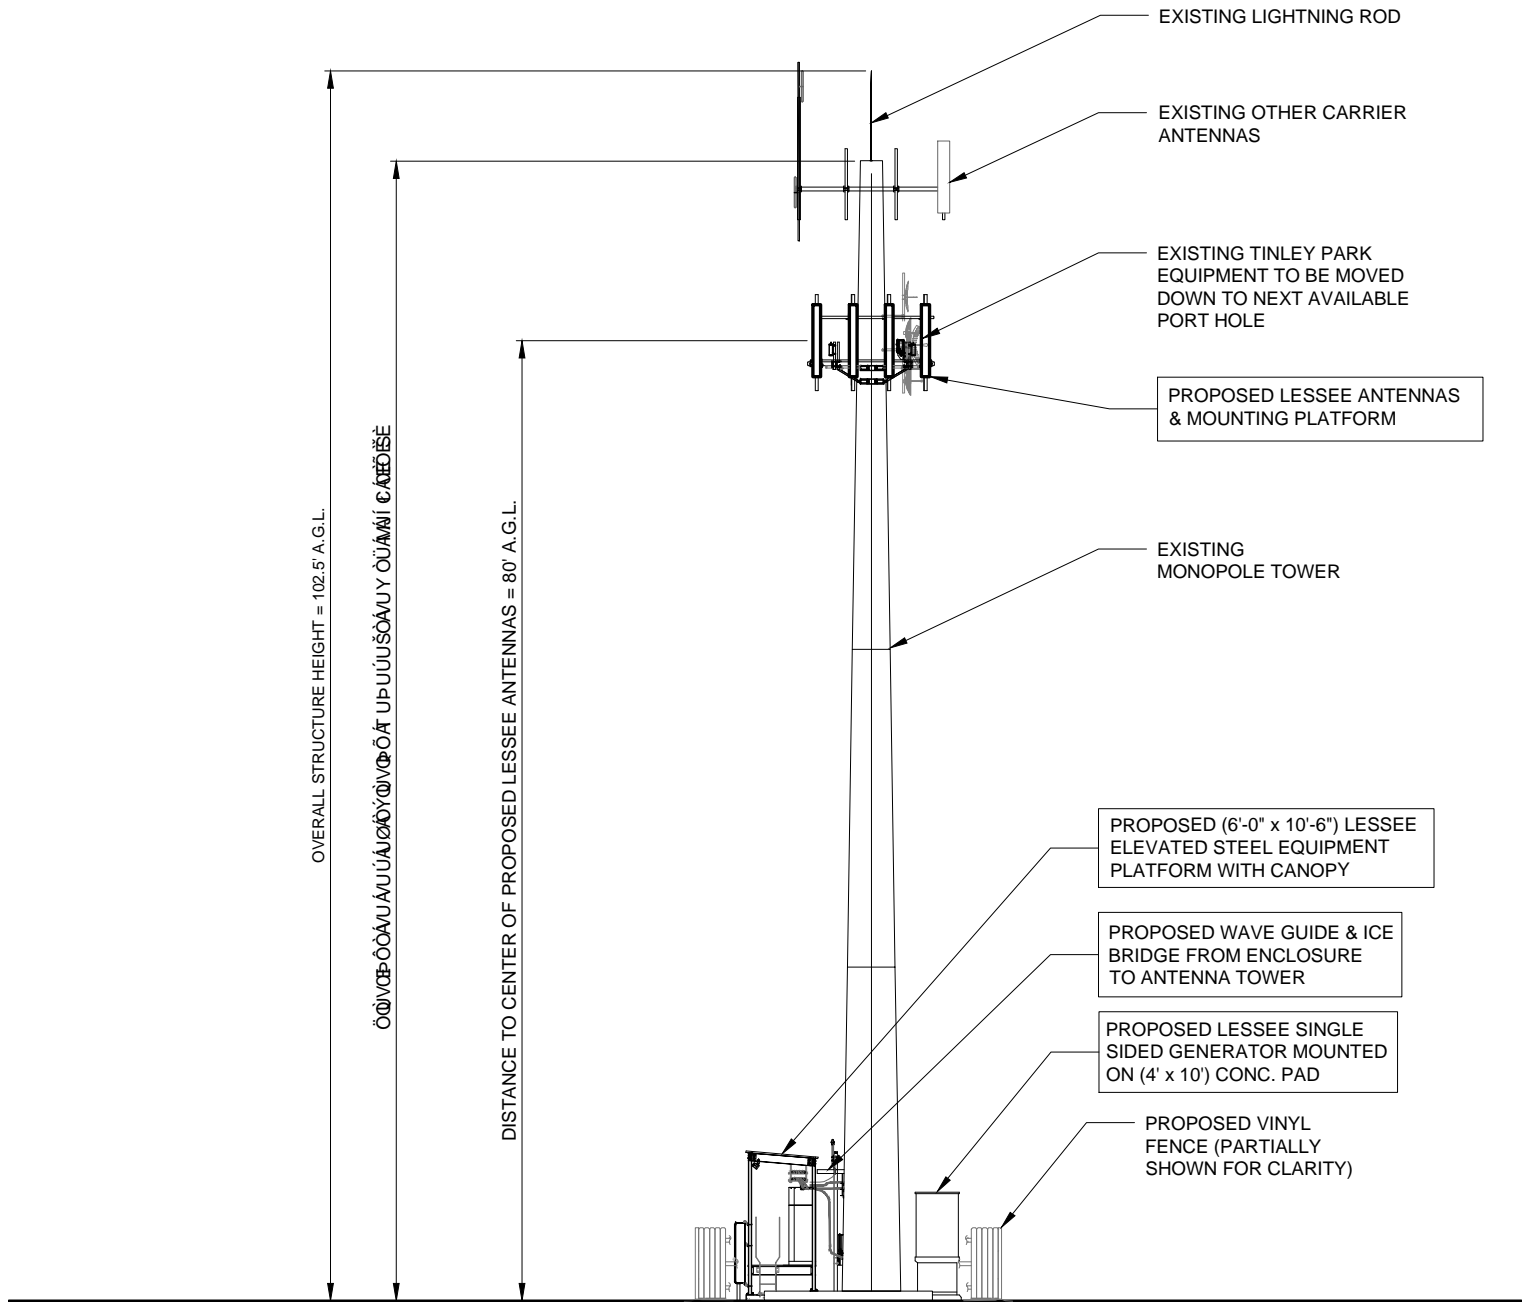 EXISTING LIGHTNING ROD
EXISTING OTHER CARRIER
ANTENNAS
EXISTING TINLEY PARK
EQUIPMENT TO BE MOVED
DOWN TO NEXT AVAILABLE
PORT HOLE
PROPOSED LESSEE ANTENNAS
& MOUNTING PLATFORM
EXISTING
MONOPOLE TOWER
PROPOSED (6'-0" x 10'-6") LESSEE
ELEVATED STEEL EQUIPMENT
PLATFORM WITH CANOPY
PROPOSED WAVE GUIDE & ICE
BRIDGE FROM ENCLOSURE
TO ANTENNA TOWER
PROPOSED LESSEE SINGLE
SIDED GENERATOR MOUNTED
ON (4' x 10') CONC. PAD
PROPOSED VINYL
FENCE (PARTIALLY
SHOWN FOR CLARITY)
OVERALL STRUCTURE HEIGHT = 102.5' A.G.L.
DISTANCE TO CENTER OF PROPOSED LESSEE ANTENNAS = 80' A.G.L.